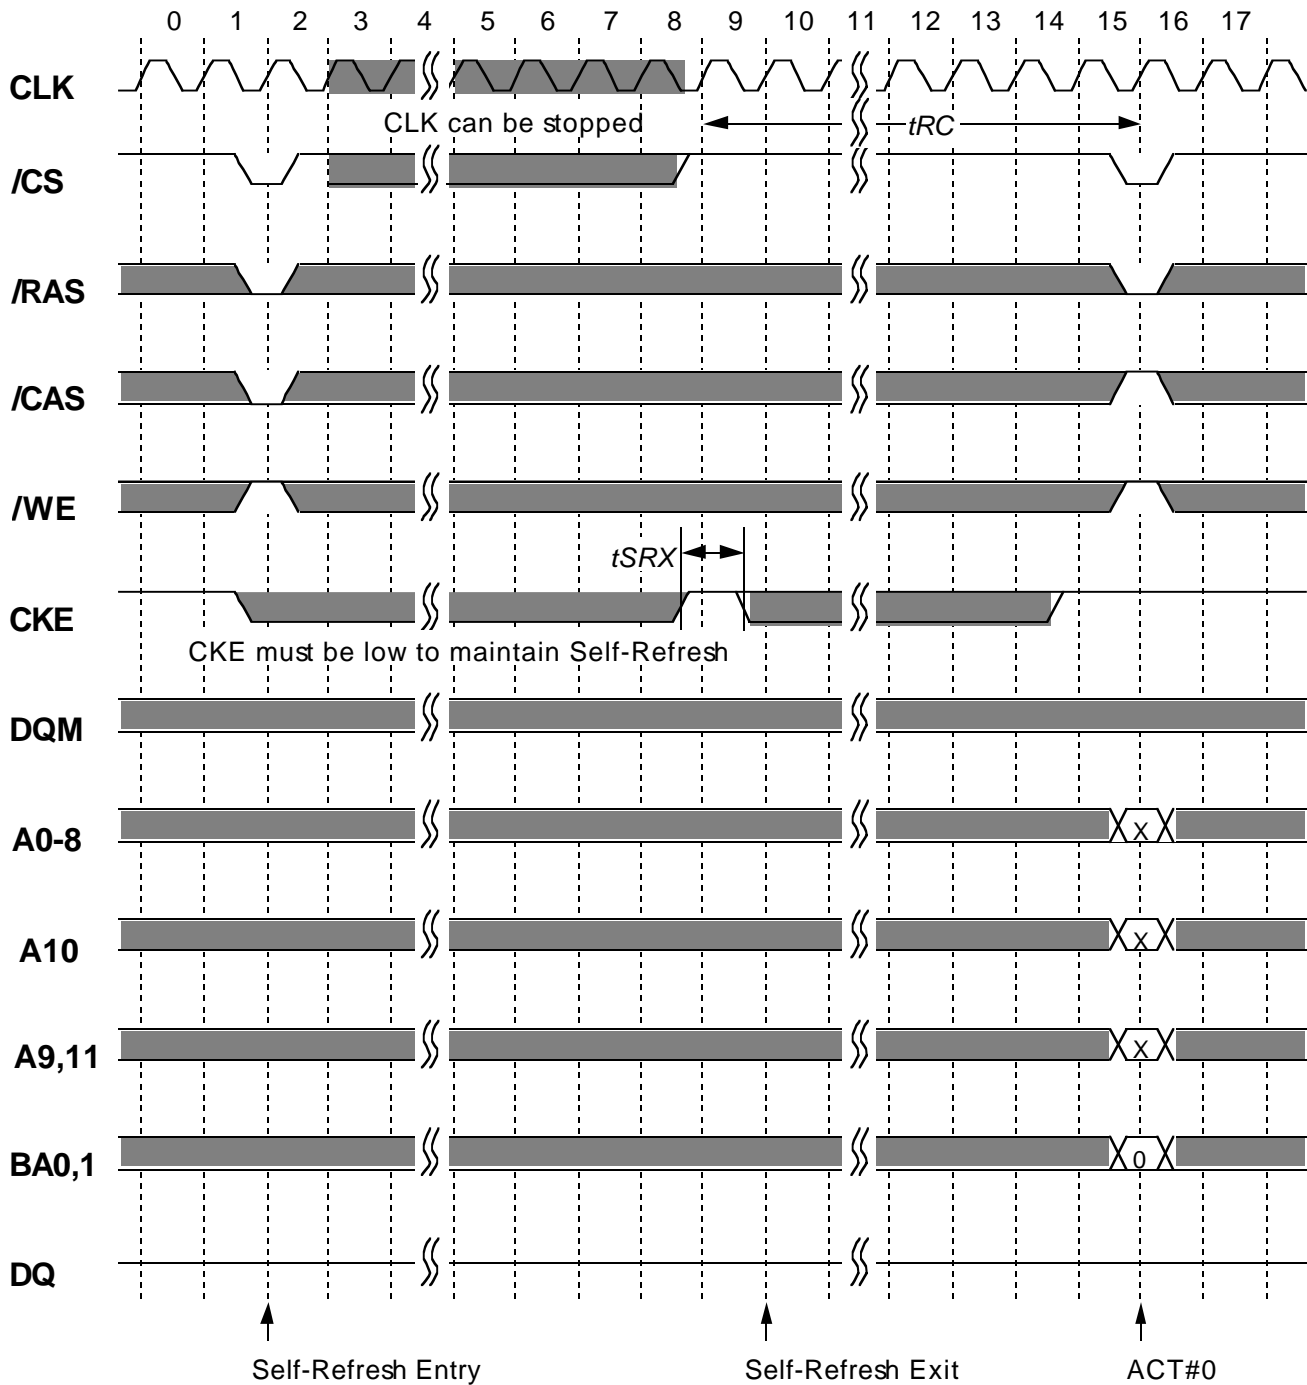 0 1 2 3 4 5 6 7 8 9 10 11 12 13 14 15 16 17
CLK
CLK can be stopped
tRC
/CS
/RAS
/CAS
/WE
tSRX
CKE
CKE must be low to maintain Self-Refresh
DQM
A0-8
X
A10
X
A9,11
X
BA0,1
0
DQ
Self-Refresh Entry
Self-Refresh Exit
ACT#0